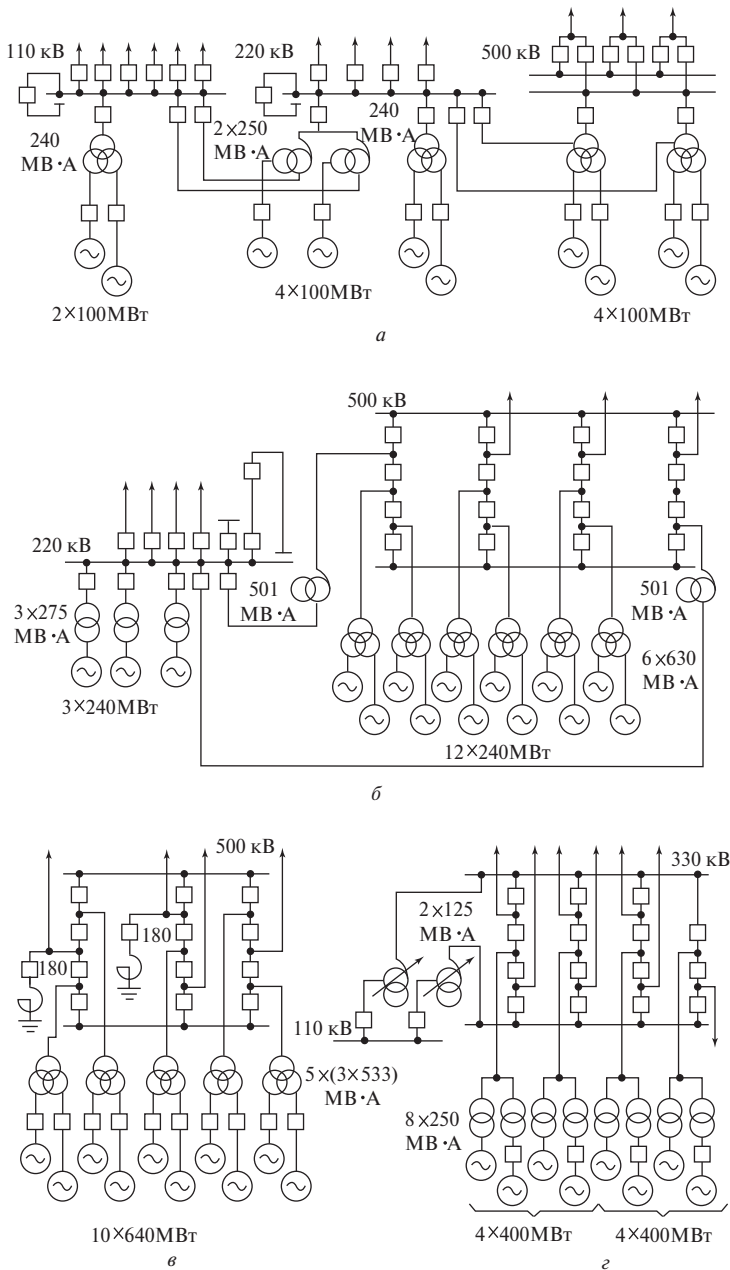 110 кВ
220 кВ
500 кВ
240
МВ·А
2×250
МВ·А
240
МВ·А
2×100МВт
4×100МВт
4×100МВт
а
500 кВ
220 кВ
501
МВ·А
501
МВ·А
3×275
МВ·А
6×630
МВ·А
3×240МВт
12×240МВт
б
500 кВ
180
180
5×(3×533)
МВ·А
10×640МВт
в
330 кВ
2×125
МВ·А
110 кВ
8×250
МВ·А
4×400МВт
4×400МВт
г